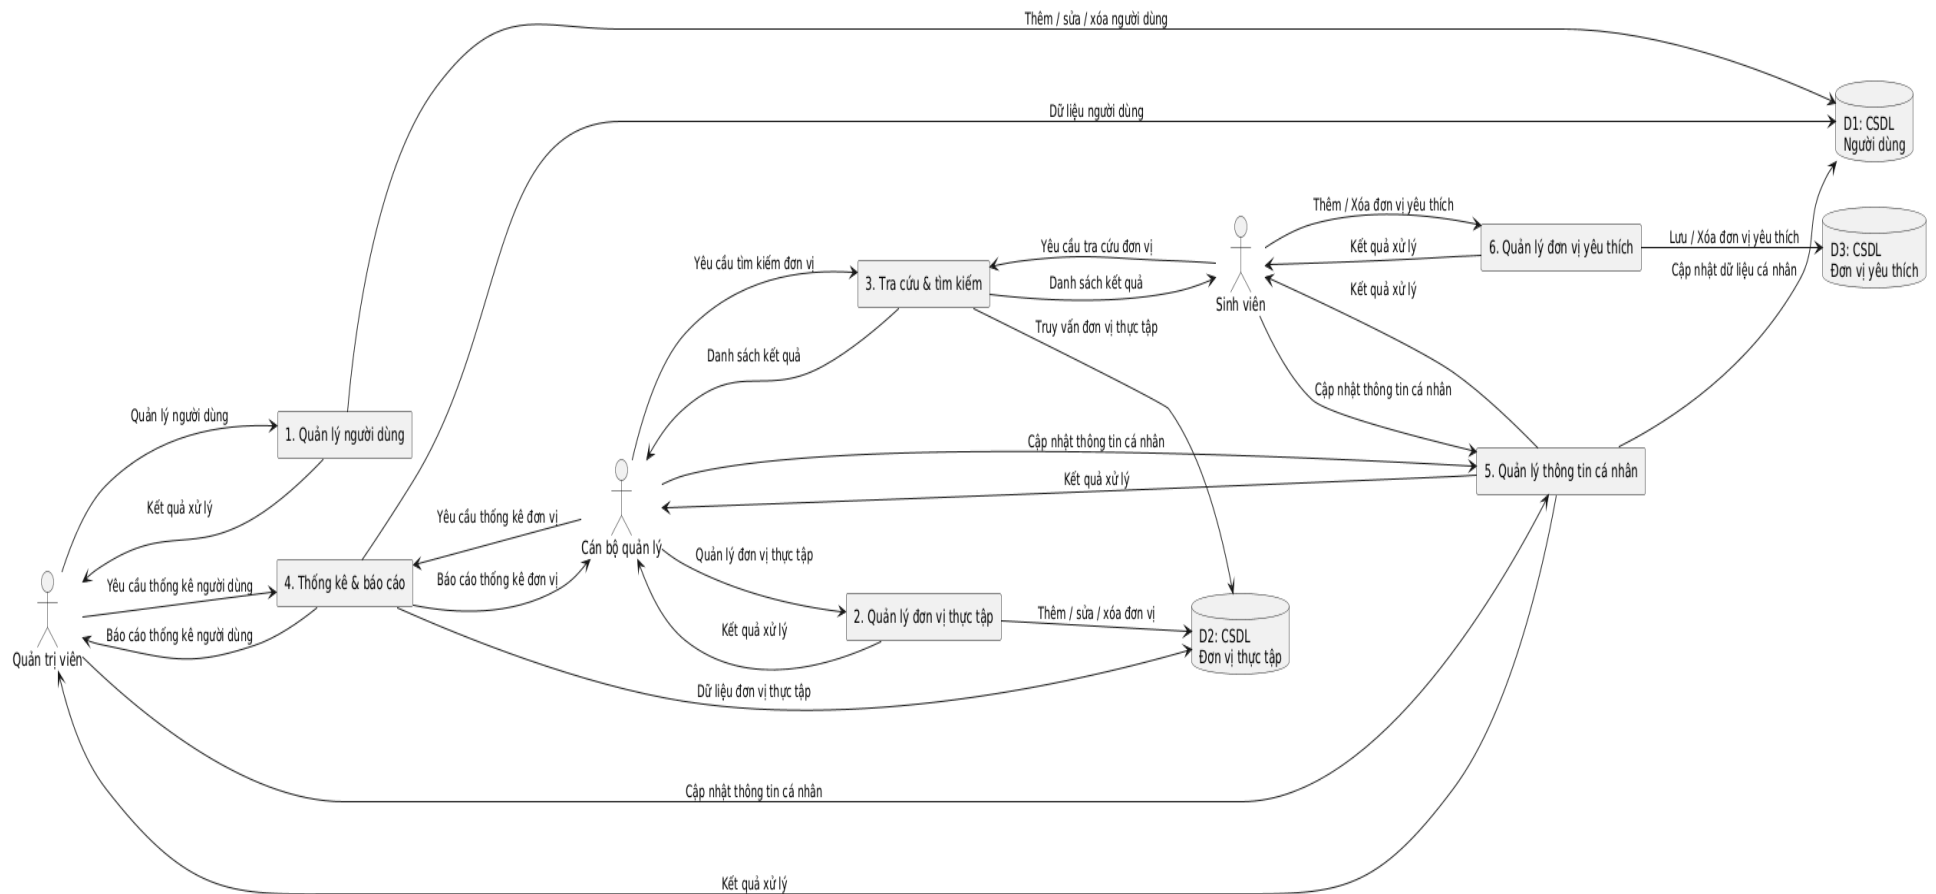 Thêm / sửa / xóa người dùng
Dữ liệu người dùng
D1: CSDL
Người dùng
Thêm / Xóa đơn vị yêu thích
Yêu cầu tra cứu đơn vị
Kết quả xử lý
6. Quản lý đơn vị yêu thích
Lưu / Xóa đơn vị yêu thích
D3: CSDL
Đơn vị yêu thích
Yêu cầu tìm kiếm đơn vị
3. Tra cứu & tìm kiếm
Danh sách kết quả
Sinh viên
Kết quả xử lý
Cập nhật dữ liệu cá nhân
Truy vấn đơn vị thực tập
Danh sách kết quả
Cập nhật thông tin cá nhân
Quản lý người dùng
1. Quản lý người dùng
Cập nhật thông tin cá nhân
Kết quả xử lý
5. Quản lý thông tin cá nhân
Kết quả xử lý
Yêu cầu thống kê đơn vị
Cán bộ quản lý
Quản lý đơn vị thực tập
Yêu cầu thống kê người dùng
4. Thống kê & báo cáo
Báo cáo thống kê đơn vị
2. Quản lý đơn vị thực tập
Thêm / sửa / xóa đơn vị
Báo cáo thống kê người dùng
Kết quả xử lý
D2: CSDL
Đơn vị thực tập
Quản trị viên
Dữ liệu đơn vị thực tập
Cập nhật thông tin cá nhân
Kết quả xử lý